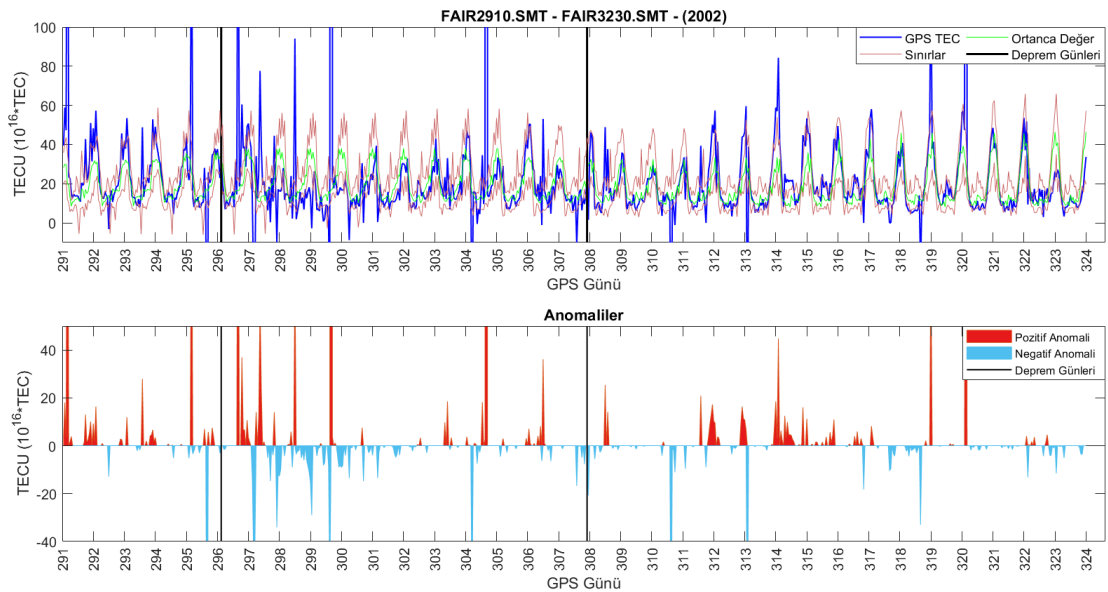 FAIR2910.SMT - FAIR3230.SMT - (2002)
TECU (10^16*TEC)
100
80
60
40
20
0
GPS TEC
Sınırlar
Ortanca Değer
Deprem Günleri
291 292 293 294 295 296 297 298 299 300 301 302 303 304 305 306 307 308 309 310 311 312 313 314 315 316 317 318 319 320 321 322 323 324
GPS Günü
Anomaliler
TECU (10^16*TEC)
40
20
0
-20
-40
Pozitif Anomali
Negatif Anomali
Deprem Günleri
291 292 293 294 295 296 297 298 299 300 301 302 303 304 305 306 307 308 309 310 311 312 313 314 315 316 317 318 319 320 321 322 323 324
GPS Günü